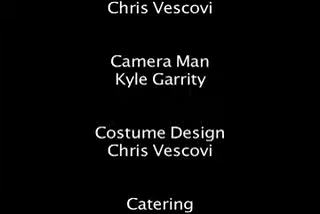 Chris Vescovi
Camera Man
Kyle Garrity
Costume Design
Chris Vescovi
Catering